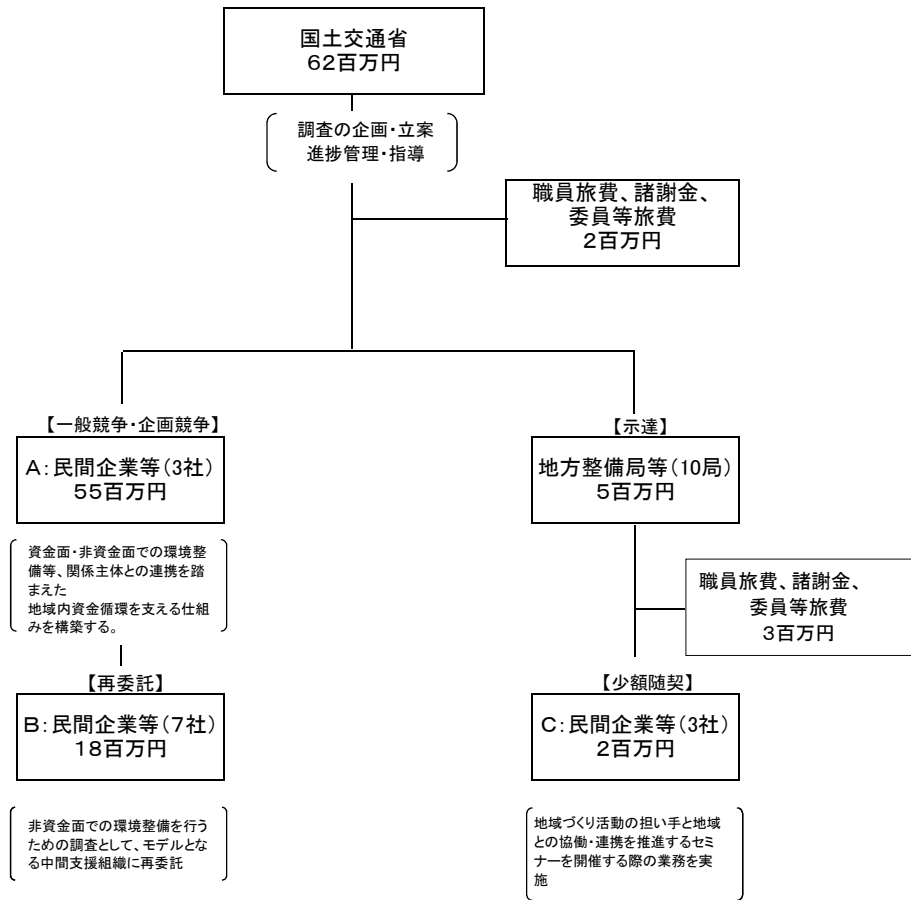 国土交通省
62百万円
調査の企画・立案
進捗管理・指導
職員旅費、諸謝金、
委員等旅費
2百万円
【一般競争・企画競争】
A:民間企業等(3社)
55百万円
資金面・非資金面での環境整
備等、関係主体との連携を踏
まえた
地域内資金循環を支える仕組
みを構築する。
【再委託】
B:民間企業等(7社)
18百万円
非資金面での環境整備を行う
ための調査として、モデルとな
る中間支援組織に再委託
【示達】
地方整備局等(10局)
5百万円
職員旅費、諸謝金、
委員等旅費
3百万円
【少額随契】
C:民間企業等(3社)
2百万円
地域づくり活動の担い手と地域
との協働・連携を推進するセミ
ナーを開催する際の業務を実
施